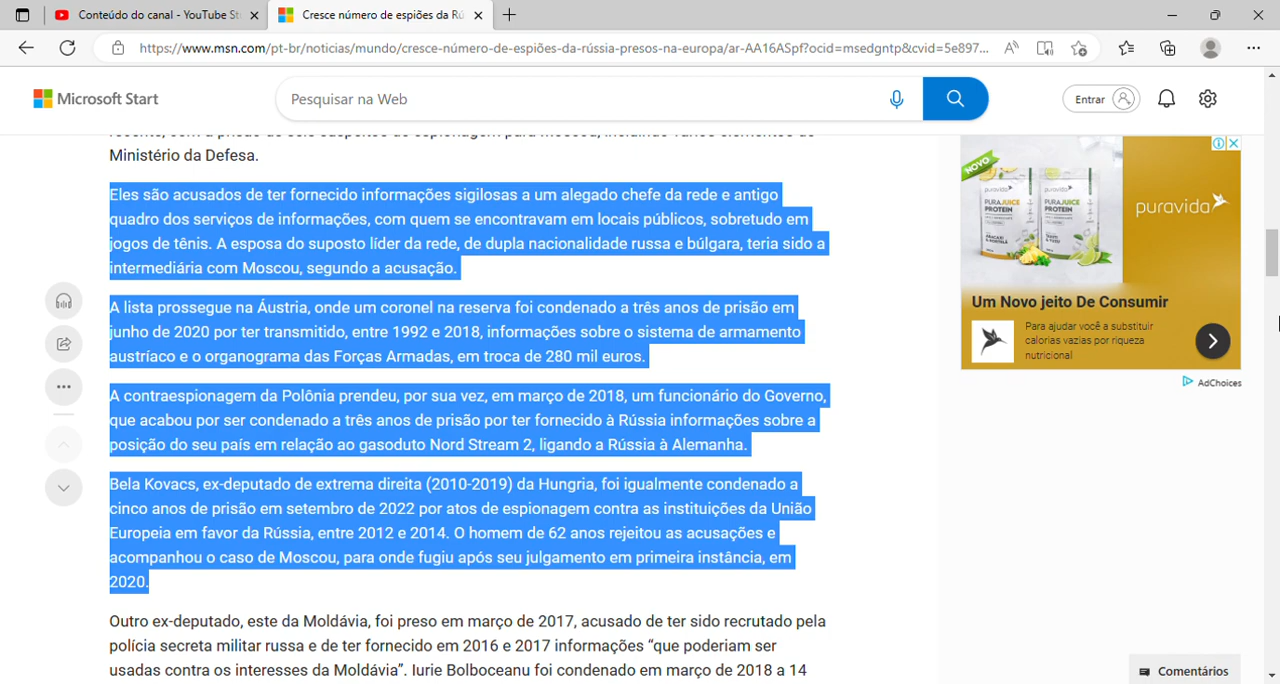 Conteúdo do canal - YouTube St
Cresce número de espiões da Rú
https://www.msn.com/pt-br/noticias/mundo/cresce-número-de-espiões-da-rússia-presos-na-europa/ar-AA16ASpf?ocid=msedgntp&cvid=5e897...
Microsoft Start
Pesquisar na Web
Entrar
Ministério da Defesa.
Eles são acusados de ter fornecido informações sigilosas a um alegado chefe da rede e antigo
quadro dos serviços de informações, com quem se encontravam em locais públicos, sobretudo em
jogos de tênis. A esposa do suposto líder da rede, de dupla nacionalidade russa e búlgara, teria sido a
intermediária com Moscou, segundo a acusação.
A lista prossegue na Áustria, onde um coronel na reserva foi condenado a três anos de prisão em
junho de 2020 por ter transmitido, entre 1992 e 2018, informações sobre o sistema de armamento
austríaco e o organograma das Forças Armadas, em troca de 280 mil euros.
A contraespionagem da Polônia prendeu, por sua vez, em março de 2018, um funcionário do Governo,
que acabou por ser condenado a três anos de prisão por ter fornecido à Rússia informações sobre a
posição do seu país em relação ao gasoduto Nord Stream 2, ligando a Rússia à Alemanha.
Bela Kovacs, ex-deputado de extrema direita (2010-2019) da Hungria, foi igualmente condenado a
cinco anos de prisão em setembro de 2022 por atos de espionagem contra as instituições da União
Europeia em favor da Rússia, entre 2012 e 2014. O homem de 62 anos rejeitou as acusações e
acompanhou o caso de Moscou, para onde fugiu após seu julgamento em primeira instância, em
2020.
Outro ex-deputado, este da Moldávia, foi preso em março de 2017, acusado de ter sido recrutado pela
polícia secreta militar russa e de ter fornecido em 2016 e 2017 informações “que poderiam ser
usadas contra os interesses da Moldávia”. Iurie Bolboceanu foi condenado em março de 2018 a 14
NOVO
puravida
PURAJUICE
PROTEIN
PURAJUICE
PROTEIN
puravida
Um Novo jeito De Consumir
Para ajudar você a substituir
calorias vazias por riqueza
nutricional
AdChoices
Comentários